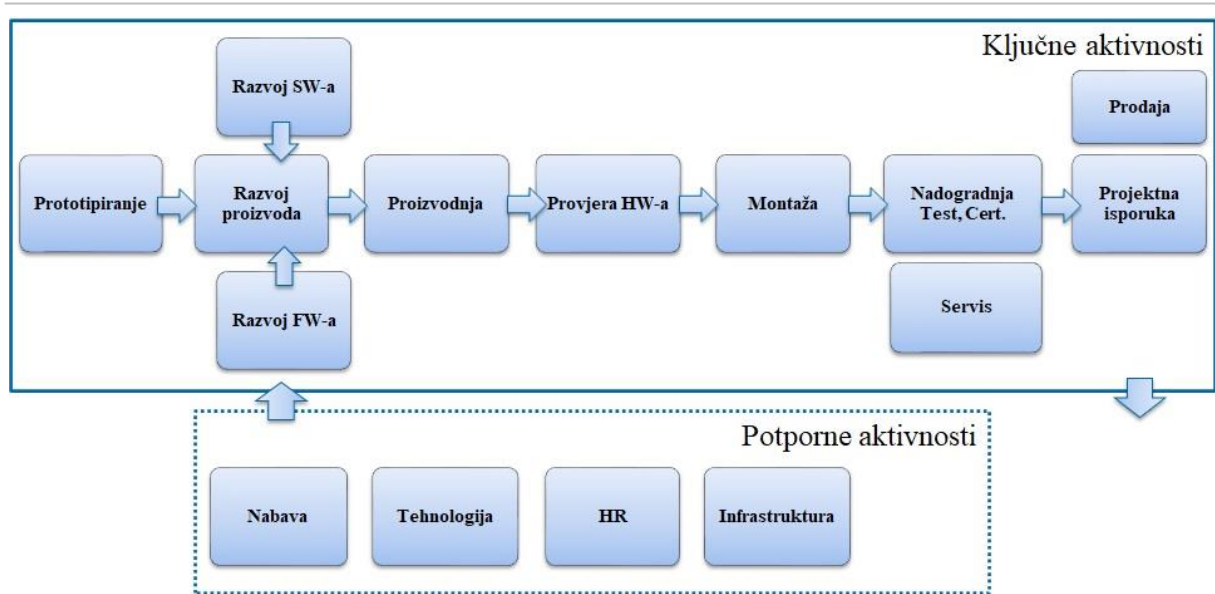 Ključne aktivnosti
Razvoj SW-a
Prodaja
Prototipiranje
Razvoj
proizvoda
Proizvodnja
Provjera HW-a
Montaža
Nadogradnja
Test, Cert.
Projektna
isporuka
Razvoj FW-a
Servis
Potporne aktivnosti
Nabava
Tehnologija
HR
Infrastruktura